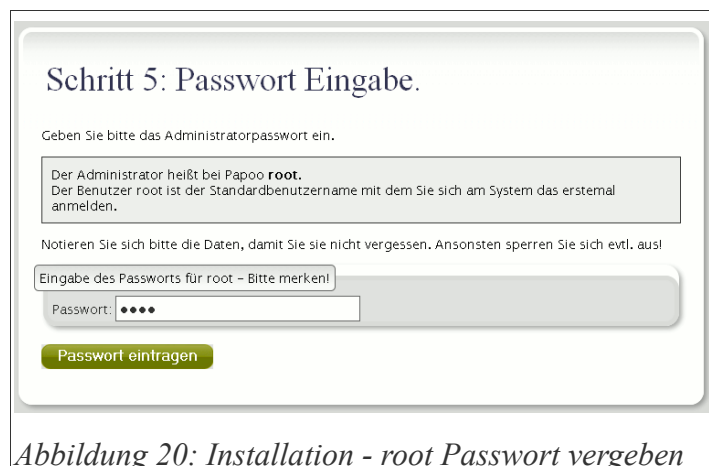 Schritt 5: Passwort Eingabe.
Geben Sie bitte das Administratorpasswort ein.
Der Administrator heißt bei Papoo root.
Der Benutzer root ist der Standardbenutzername mit dem Sie sich am System das erstemal
anmelden.
Notieren Sie sich bitte die Daten, damit Sie sie nicht vergessen. Ansonsten sperren Sie sich evtl. aus!
Eingabe des Passworts für root – Bitte merken!
Passwort: ●●●●
Passwort eintragen
Abbildung 20: Installation - root Passwort vergeben